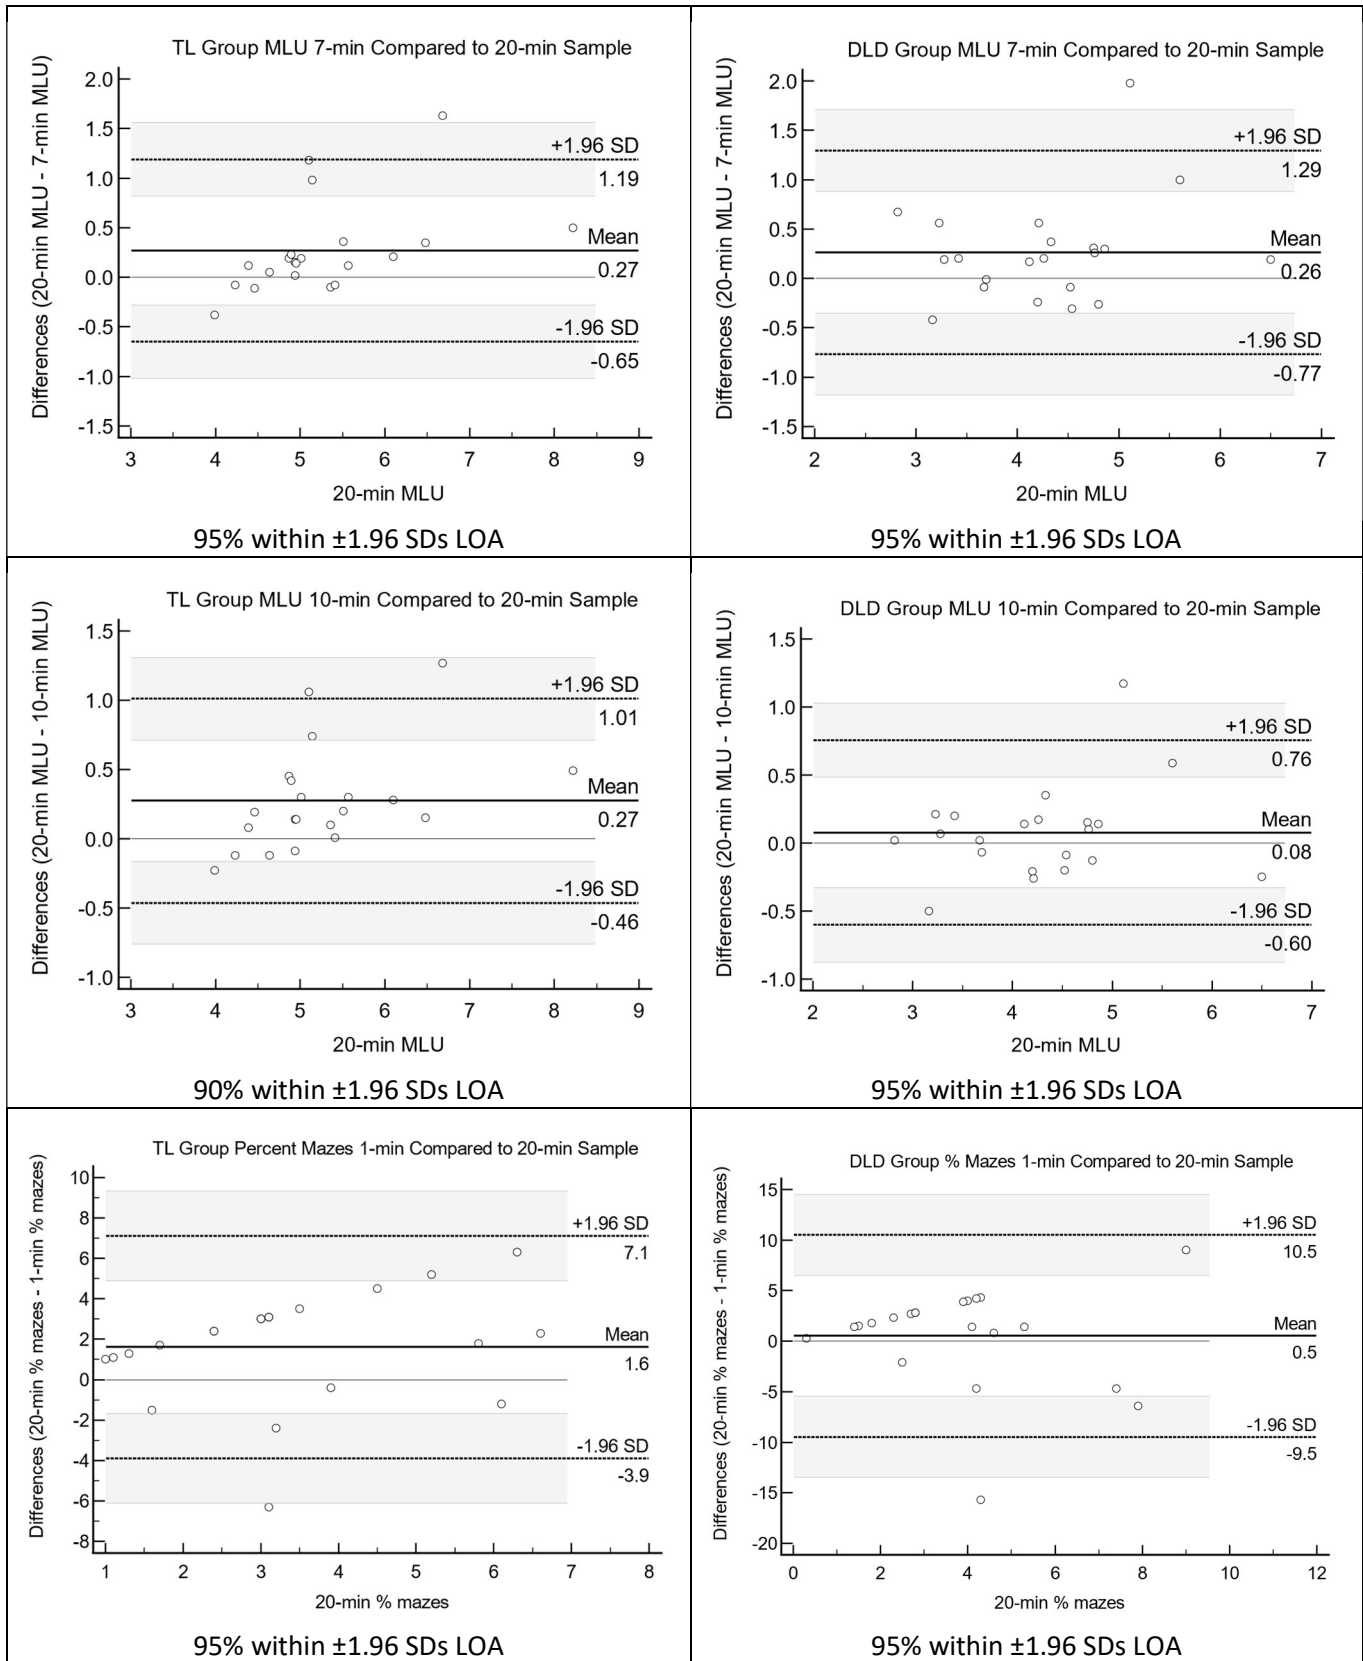 TL Group MLU 7-min Compared to 20-min Sample
Differences (20-min MLU - 7-min MLU)
2.0
1.5
1.0
0.5
0.0
-0.5
-1.0
-1.5
+1.96 SD
1.19
Mean
0.27
-1.96 SD
-0.65
3 4 5 6 7 8 9
20-min MLU
95% within ±1.96 SDs LOA
DLD Group MLU 7-min Compared to 20-min Sample
Differences (20-min MLU - 7-min MLU)
2.0
1.5
1.0
0.5
0.0
-0.5
-1.0
-1.5
+1.96 SD
1.29
Mean
0.26
-1.96 SD
-0.77
2 3 4 5 6 7
20-min MLU
95% within ±1.96 SDs LOA
TL Group MLU 10-min Compared to 20-min Sample
Differences (20-min MLU - 10-min MLU)
1.5
1.0
0.5
0.0
-0.5
-1.0
+1.96 SD
1.01
Mean
0.27
-1.96 SD
-0.46
3 4 5 6 7 8 9
20-min MLU
90% within ±1.96 SDs LOA
DLD Group MLU 10-min Compared to 20-min Sample
Differences (20-min MLU - 10-min MLU)
1.5
1.0
0.5
0.0
-0.5
-1.0
+1.96 SD
0.76
Mean
0.08
-1.96 SD
-0.60
2 3 4 5 6 7
20-min MLU
95% within ±1.96 SDs LOA
TL Group Percent Mazes 1-min Compared to 20-min Sample
Differences (20-min % mazes - 1-min % mazes)
10
8
6
4
2
0
-2
-4
-6
-8
+1.96 SD
7.1
Mean
1.6
-1.96 SD
-3.9
1 2 3 4 5 6 7 8
20-min % mazes
95% within ±1.96 SDs LOA
DLD Group % Mazes 1-min Compared to 20-min Sample
Differences (20-min % mazes - 1-min % mazes)
15
10
5
0
-5
-10
-15
-20
+1.96 SD
10.5
Mean
0.5
-1.96 SD
-9.5
0 2 4 6 8 10 12
20-min % mazes
95% within ±1.96 SDs LOA